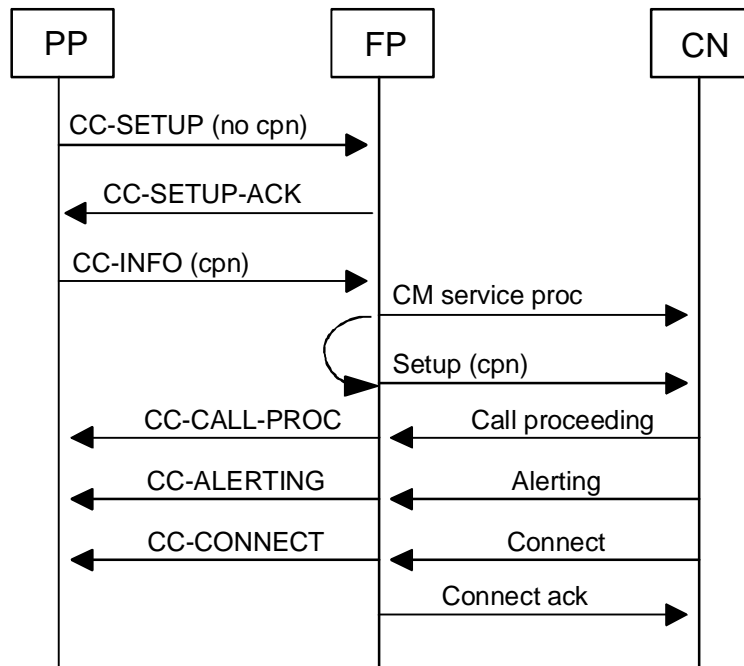 PP
FP
CN
CC-SETUP (no cpn)
CC-SETUP-ACK
CC-INFO (cpn)
CM service proc
Setup (cpn)
CC-CALL-PROC
Call proceeding
CC-ALERTING
Alerting
CC-CONNECT
Connect
Connect ack